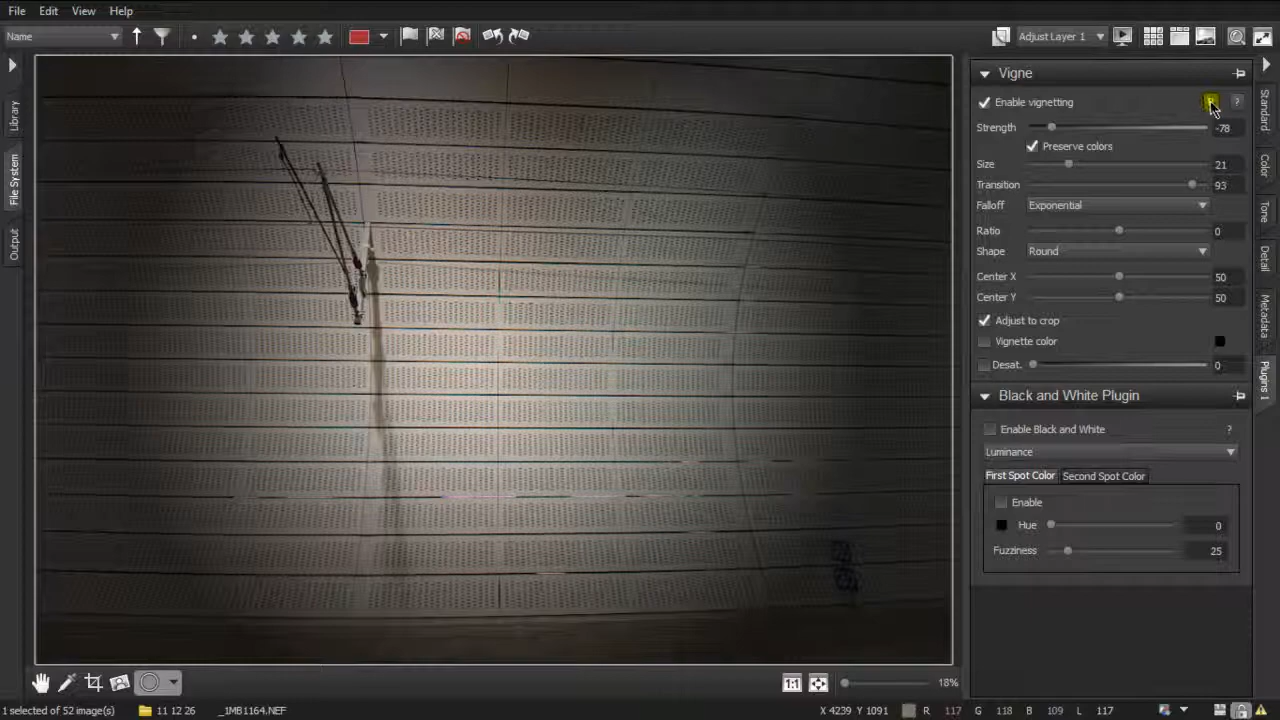 File Edit View Help
Name
Adjust Layer 1
Library
File System
Output
Vigne
Enable vignetting ?
Strength -78
Preserve colors
Size 21
Transition 93
Falloff Exponential
Ratio 0
Shape Round
Center X 50
Center Y 50
Adjust to crop
Vignette color
Desat. 0
Black and White Plugin
Enable Black and White ?
Luminance
First Spot Color Second Spot Color
Enable
Hue 0
Fuzziness 25
Standard
Color
Tone
Detail
Metadata
Plugins 1
1:1
18%
1 selected of 52 image(s) 11 12 26 _1MB1164.NEF X 4239 Y 1091 R 117 G 118 B 109 L 117